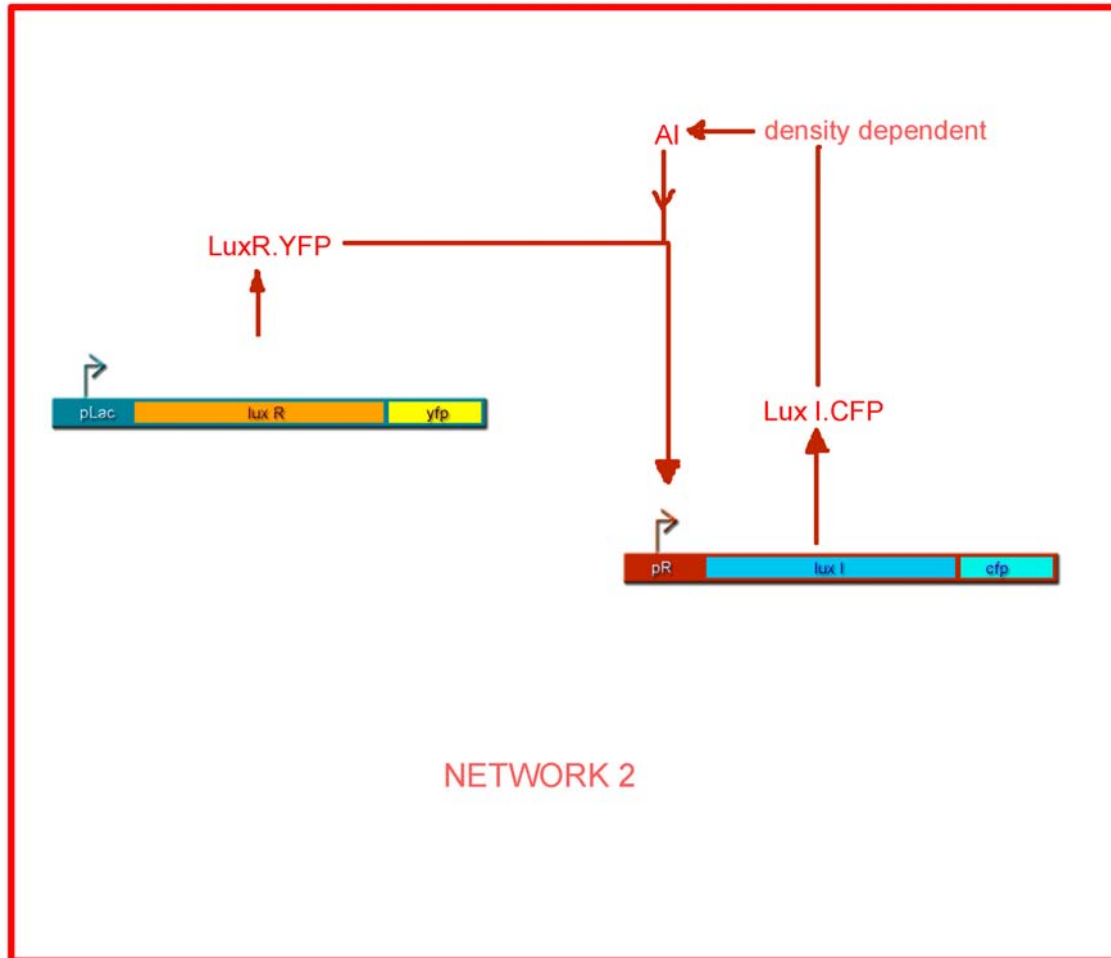 AI
density dependent
LuxR.YFP
pLac
lux R
yfp
Lux I.CFP
pR
lux I
cfp
NETWORK 2